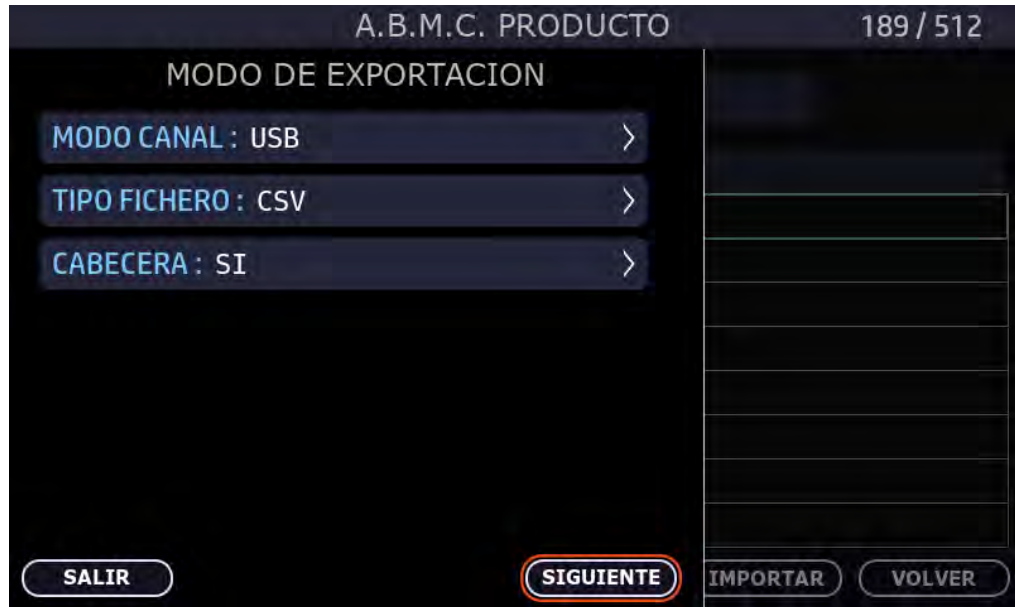 A.B.M.C. PRODUCTO 189 / 512
MODO DE EXPORTACION
MODO CANAL : USB
TIPO FICHERO : CSV
CABECERA : SI
SALIR SIGUIENTE IMPORTAR VOLVER